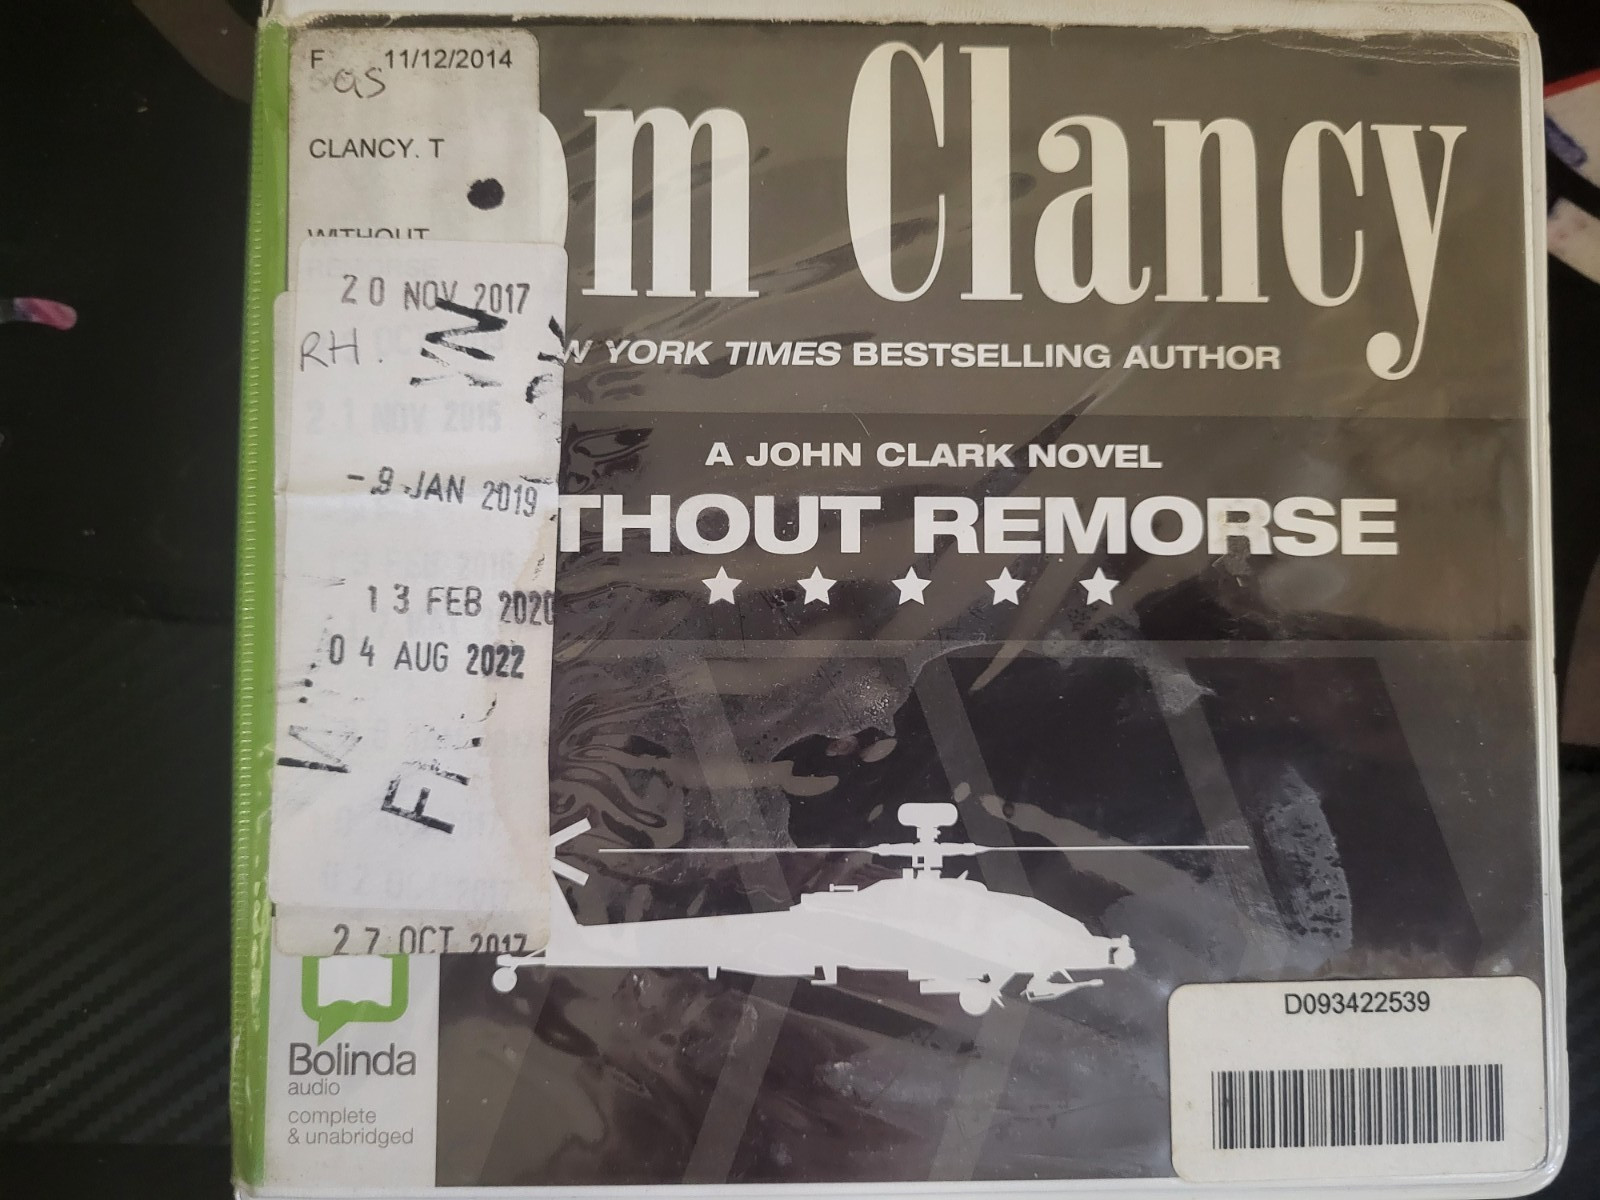 F 11/12/2014
as
CLANCY. T
WITHOUT
20 NOV 2017
RH.
21 NOV 2015
-9 JAN 2019
13 FEB 2020
04 AUG 2022
27 OCT 2017
om Clancy
W YORK TIMES BESTSELLING AUTHOR
A JOHN CLARK NOVEL
THOUT REMORSE
Bolinda
audio
complete
& unabridged
D093422539